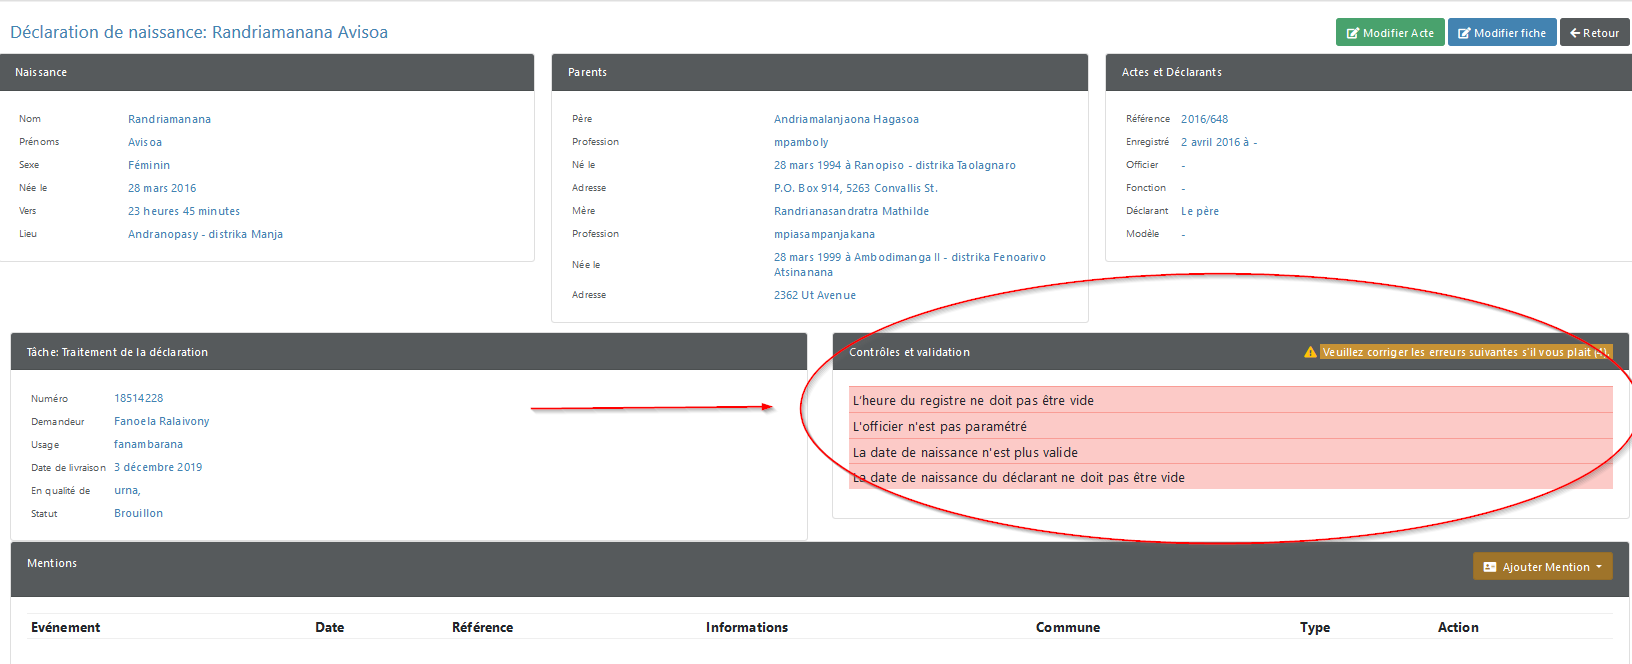 Déclaration de naissance: Randriamanana Avisoa
Modifier Acte
Modifier fiche
Retour
Naissance
Nom Randriamanana
Prénoms Avisoa
Sexe Féminin
Née le 28 mars 2016
Vers 23 heures 45 minutes
Lieu Andranopasy - distrika Manja
Parents
Père Andriamalanjaona Hagasoa
Profession mpamboly
Né le 28 mars 1994 à Ranopiso - distrika Taolagnaro
Adresse P.O. Box 914, 5263 Convallis St.
Mère Randrianasandratra Mathilde
Profession mpiasampanjakana
Née le 28 mars 1999 à Ambodimanga II - distrika Fenoarivo
Atsinanana
Adresse 2362 Ut Avenue
Actes et Déclarants
Référence 2016/648
Enregistré 2 avril 2016 à -
Officier -
Fonction -
Déclarant Le père
Modèle -
Tâche: Traitement de la déclaration
Numéro 18514228
Demandeur Fanoela Ralaivony
Usage fanambarana
Date de livraison 3 décembre 2019
En qualité de urna,
Statut Brouillon
Contrôles et validation
Veuillez corriger les erreurs suivantes s'il vous plait (4).
L'heure du registre ne doit pas être vide
L'officier n'est pas paramétré
La date de naissance n'est plus valide
La date de naissance du déclarant ne doit pas être vide
Mentions
Ajouter Mention
Evénement Date Référence Informations Commune Type Action